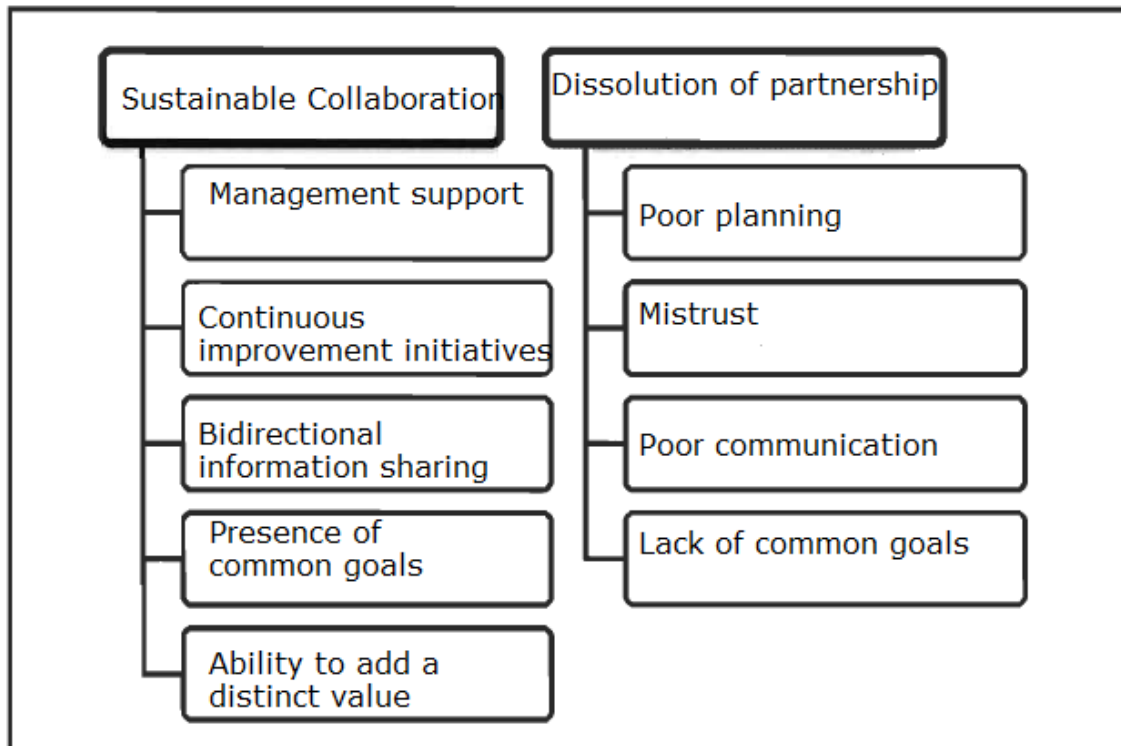 Sustainable Collaboration
Management support
Continuous
improvement initiatives
Bidirectional
information sharing
Presence of
common goals
Ability to add a
distinct value
Dissolution of partnership
Poor planning
Mistrust
Poor communication
Lack of common goals